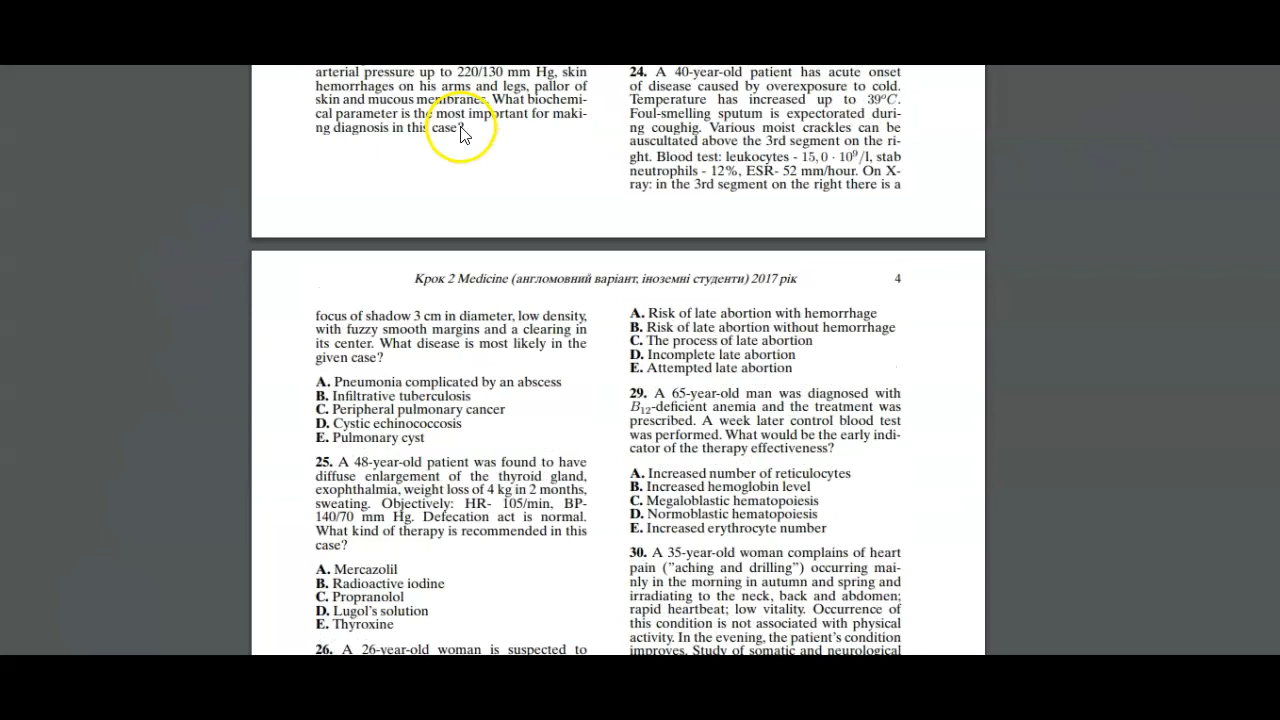 arterial pressure up to 220/130 mm Hg, skin
hemorrhages on his arms and legs, pallor of
skin and mucous membranes. What biochemi-
cal parameter is the most important for maki-
ng diagnosis in this case?
24. A 40-year-old patient has acute onset
of disease caused by overexposure to cold.
Temperature has increased up to 39°C.
Foul-smelling sputum is expectorated duri-
ng coughig. Various moist crackles can be
auscultated above the 3rd segment on the ri-
ght. Blood test: leukocytes - 15, 0 · 10⁹/l, stab
neutrophils - 12%, ESR- 52 mm/hour. On X-
ray: in the 3rd segment on the right there is a
Крок 2 Medicine (англомовний варіант, іноземні студенти) 2017 рік 4
focus of shadow 3 cm in diameter, low density,
with fuzzy smooth margins and a clearing in
its center. What disease is most likely in the
given case?
A. Pneumonia complicated by an abscess
B. Infiltrative tuberculosis
C. Peripheral pulmonary cancer
D. Cystic echinococcosis
E. Pulmonary cyst
25. A 48-year-old patient was found to have
diffuse enlargement of the thyroid gland,
exophthalmia, weight loss of 4 kg in 2 months,
sweating. Objectively: HR- 105/min, BP-
140/70 mm Hg. Defecation act is normal.
What kind of therapy is recommended in this
case?
A. Mercazolil
B. Radioactive iodine
C. Propranolol
D. Lugol's solution
E. Thyroxine
26. A 26-year-old woman is suspected to
A. Risk of late abortion with hemorrhage
B. Risk of late abortion without hemorrhage
C. The process of late abortion
D. Incomplete late abortion
E. Attempted late abortion
29. A 65-year-old man was diagnosed with
B₁₂-deficient anemia and the treatment was
prescribed. A week later control blood test
was performed. What would be the early indi-
cator of the therapy effectiveness?
A. Increased number of reticulocytes
B. Increased hemoglobin level
C. Megaloblastic hematopoiesis
D. Normoblastic hematopoiesis
E. Increased erythrocyte number
30. A 35-year-old woman complains of heart
pain (”aching and drilling”) occurring mai-
nly in the morning in autumn and spring and
irradiating to the neck, back and abdomen;
rapid heartbeat; low vitality. Occurrence of
this condition is not associated with physical
activity. In the evening, the patient's condition
improves. Study of somatic and neurological